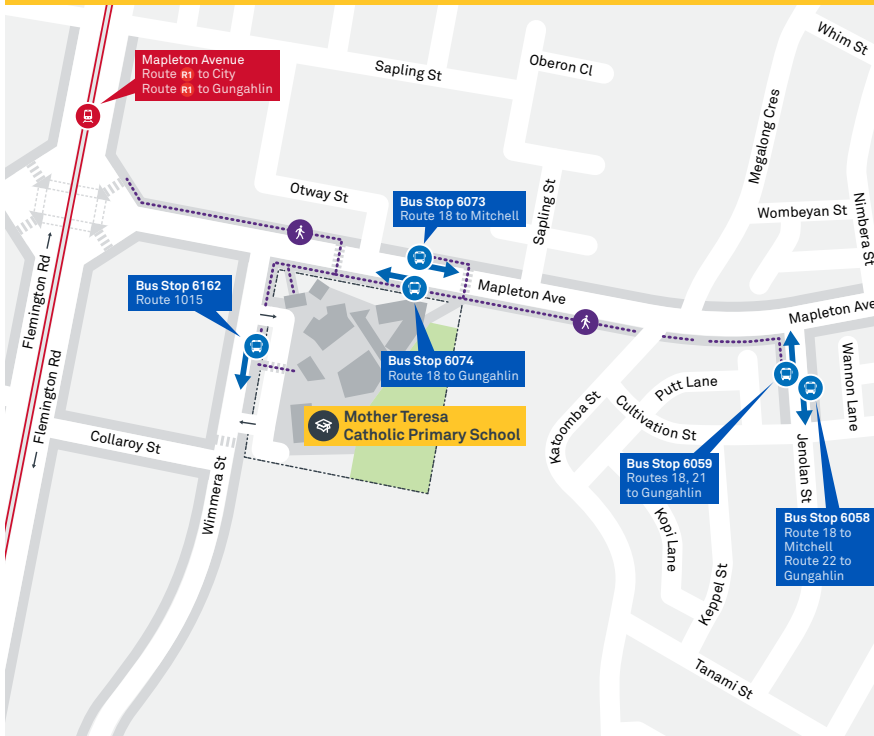 Whim St
Mapleton Avenue
Route R1 to City
Route R1 to Gungahlin
Sapling St
Oberon Cl
Megalong Cres
Otway St
Bus Stop 6073
Route 18 to Mitchell
Sapling St
Wombeyan St
Nimbera St
Flemington Rd
Bus Stop 6162
Route 1015
Mapleton Ave
Mapleton Ave
Bus Stop 6074
Route 18 to Gungahlin
Putt Lane
Wannon Lane
Flemington Rd
Mother Teresa
Catholic Primary School
Katoomba St
Cultivation St
Collaroy St
Wimmera St
Bus Stop 6059
Routes 18, 21
to Gungahlin
Jenolan St
Kopi Lane
Bus Stop 6058
Route 18 to
Mitchell
Route 22 to
Gungahlin
Keppel St
Tanami St